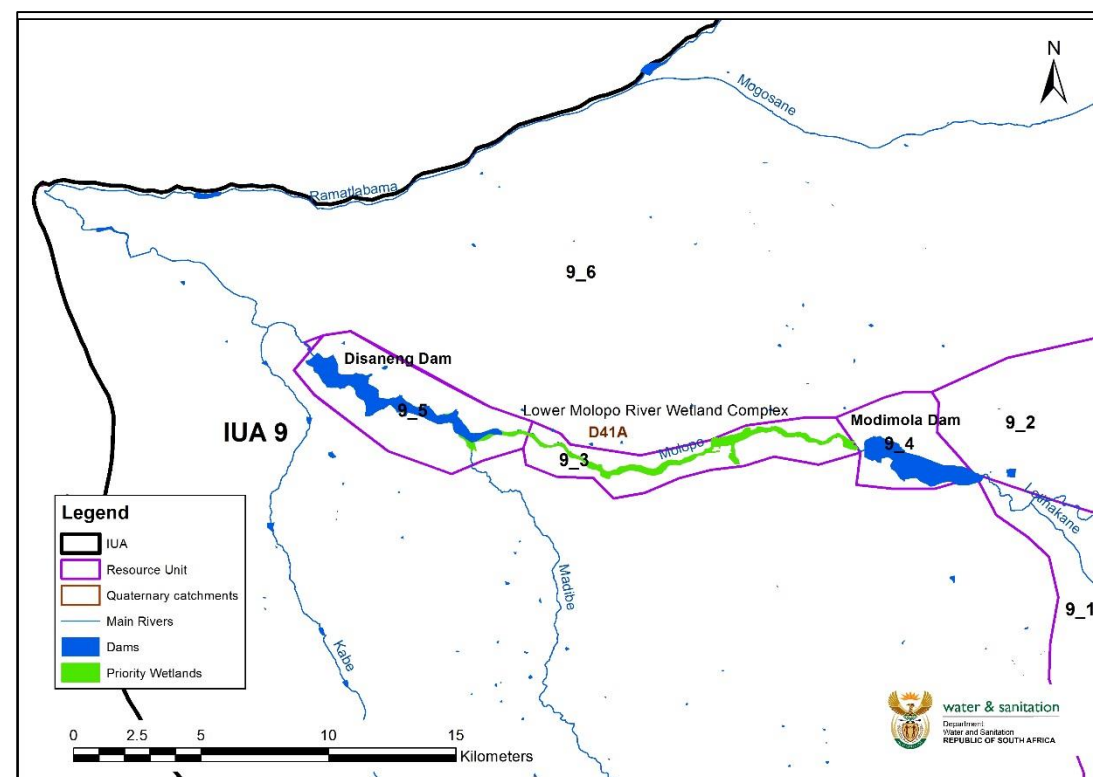 N
Mogosane
Ramatlabama
9_6
Disaneng Dam
9_5
Lower Molopo River Wetland Complex
D41A
Molopo
9_3
Modimola Dam
9_4
9_2
IUA 9
Lotlhakane
Madibe
Kabe
9_1
Legend
IUA
Resource Unit
Quaternary catchments
Main Rivers
Dams
Priority Wetlands
0 2.5 5 10 15
Kilometers
water & sanitation
Department:
Water and Sanitation
REPUBLIC OF SOUTH AFRICA